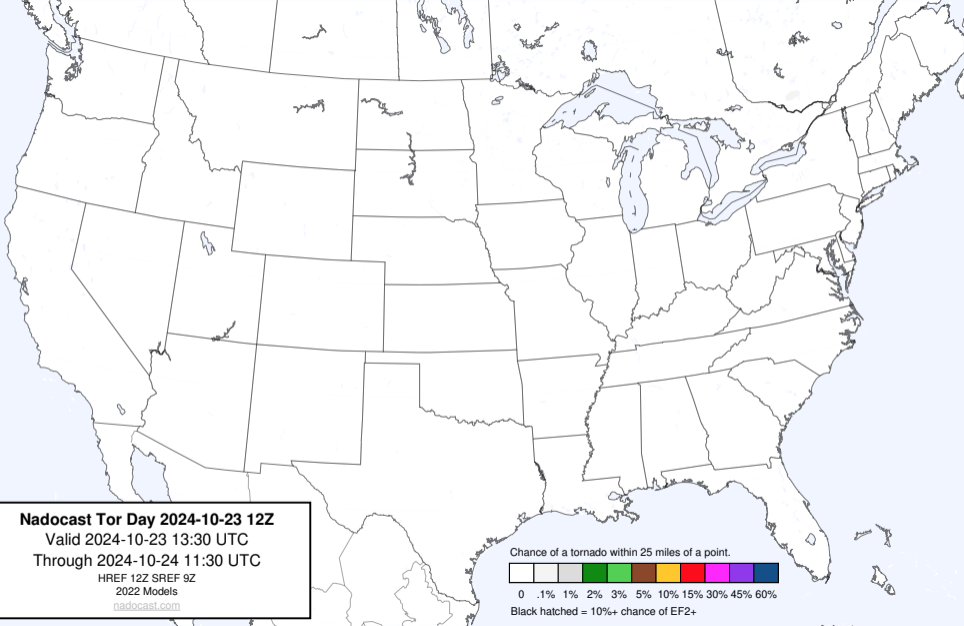 Nadocast Tor Day 2024-10-23 12Z
Valid 2024-10-23 13:30 UTC
Through 2024-10-24 11:30 UTC
HREF 12Z SREF 9Z
2022 Models
nadocast.com
Chance of a tornado within 25 miles of a point.
0 .1% 1% 2% 3% 5% 10% 15% 30% 45% 60%
Black hatched = 10%+ chance of EF2+